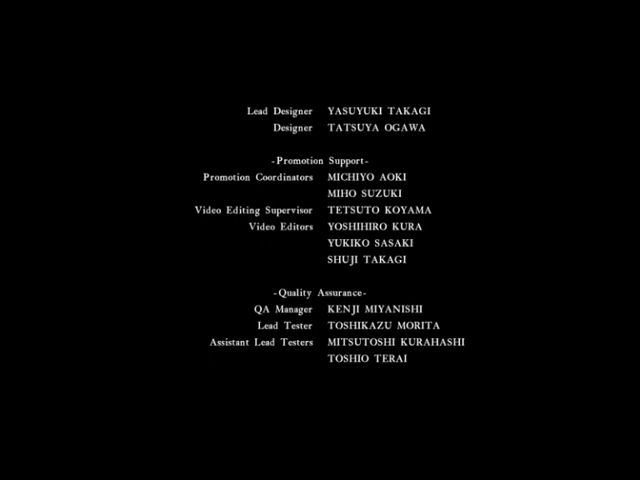 Lead Designer YASUYUKI TAKAGI
Designer TATSUYA OGAWA
-Promotion Support-
Promotion Coordinators MICHIYO AOKI
MIHO SUZUKI
Video Editing Supervisor TETSUTO KOYAMA
Video Editors YOSHIHIRO KURA
YUKIKO SASAKI
SHUJI TAKAGI
-Quality Assurance-
QA Manager KENJI MIYANISHI
Lead Tester TOSHIKAZU MORITA
Assistant Lead Testers MITSUTOSHI KURAHASHI
TOSHIO TERAI